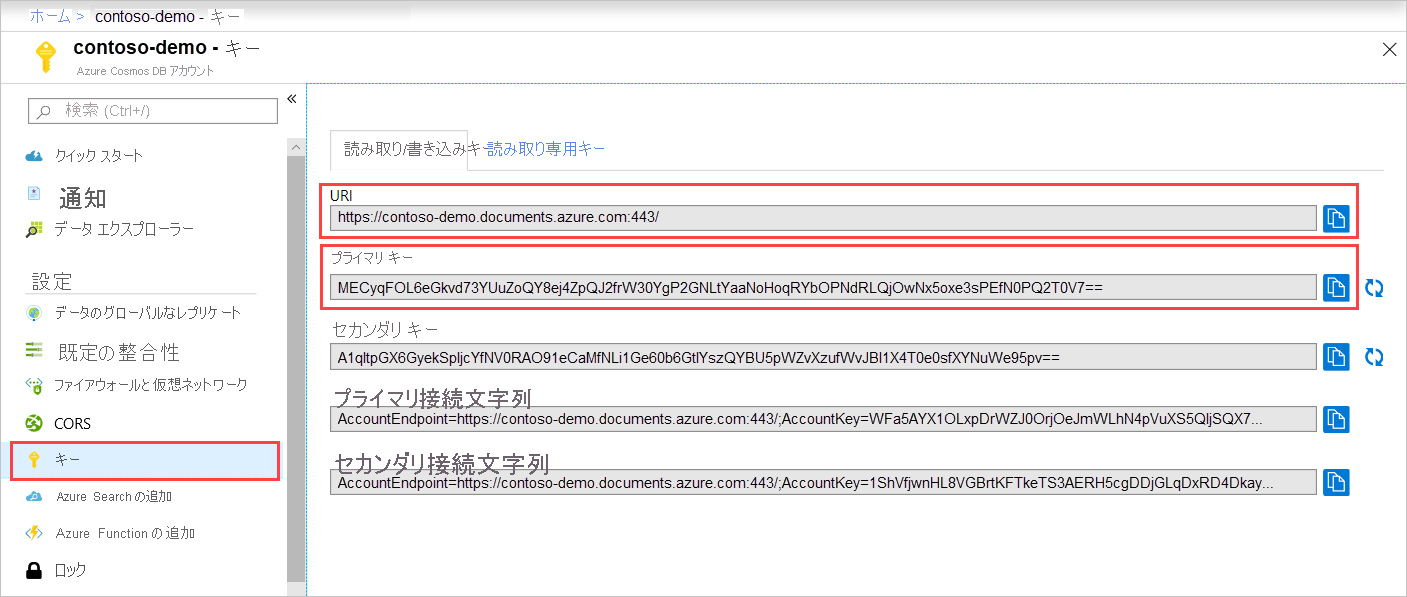 ホーム > contoso-demo - キー
contoso-demo - キー
Azure Cosmos DB アカウント
検索 (Ctrl+/)
クイック スタート
通知
データ エクスプローラー
設定
データのグローバルなレプリケート
既定の整合性
ファイアウォールと仮想ネットワーク
CORS
キー
Azure Search の追加
Azure Function の追加
ロック
読み取り/書き込みキー 読み取り専用キー
URI
https://contoso-demo.documents.azure.com:443/
プライマリ キー
MECyqFOL6eGkvd73YUuZoQY8ej4ZpQJ2frW30YgP2GNLtYaaNoHoqRYbOPNdRLQjOwNx5oxe3sPEfN0PQ2T0V7==
セカンダリ キー
A1qltpGX6GyekSpljcYfNV0RAO91eCaMfNLi1Ge60b6GtlYszQYBU5pWZvXzufWvJBl1X4T0e0sfXYNuWe95pv==
プライマリ接続文字列
AccountEndpoint=https://contoso-demo.documents.azure.com:443/;AccountKey=WFa5AYX1OLxpDrWZJ0OrjOeJmWLhN4pVuXS5QljSQX7...
セカンダリ接続文字列
AccountEndpoint=https://contoso-demo.documents.azure.com:443/;AccountKey=1ShVfjwnHL8VGBrtKFTkeTS3AERH5cgDDjGLqDxRD4Dkay...